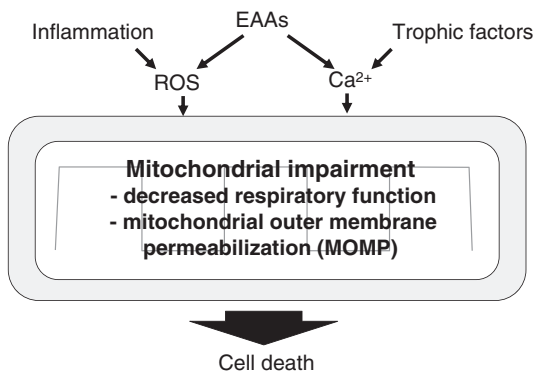 EAAs
Inflammation
Trophic factors
ROS
Ca²⁺
Mitochondrial impairment
- decreased respiratory function
- mitochondrial outer membrane
permeabilization (MOMP)
Cell death